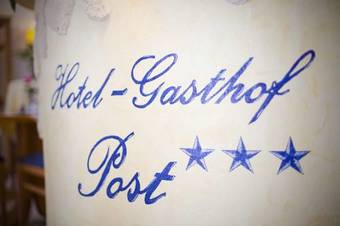 Hotel-Gasthof
Post ★★★